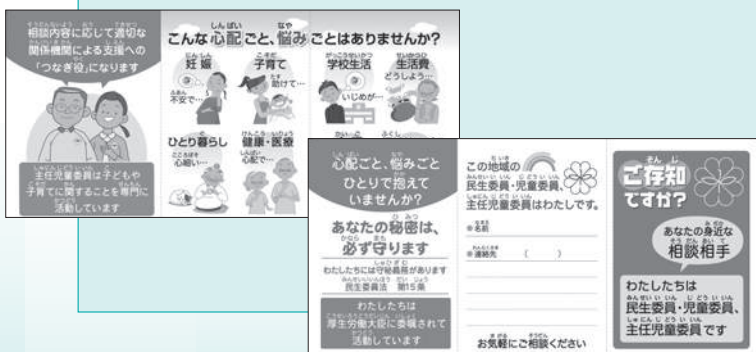 相談内容に応じて適切な
関係機関による支援への
「つなぎ役」になります
主任児童委員は子どもや
子育てに関することを専門に
活動しています
こんな心配ごと、悩みごとはありませんか?
妊娠
不安で…
子育て
助けて…
学校生活
いじめが…
生活費
どうしよう…
ひとり暮らし
心細い…
健康・医療
心配で…
心配ごと、悩みごと
ひとりで抱えて
いませんか?
あなたの秘密は、
必ず守ります
わたしたちには守秘義務があります
民生委員法 第15条
わたしたちは
厚生労働大臣に委嘱されて
活動しています
この地域の
民生委員・児童委員、
主任児童委員はわたしです。
●名前
●連絡先 ( )
お気軽にご相談ください
ご存知
ですか?
あなたの身近な
相談相手
わたしたちは
民生委員・児童委員、
主任児童委員です